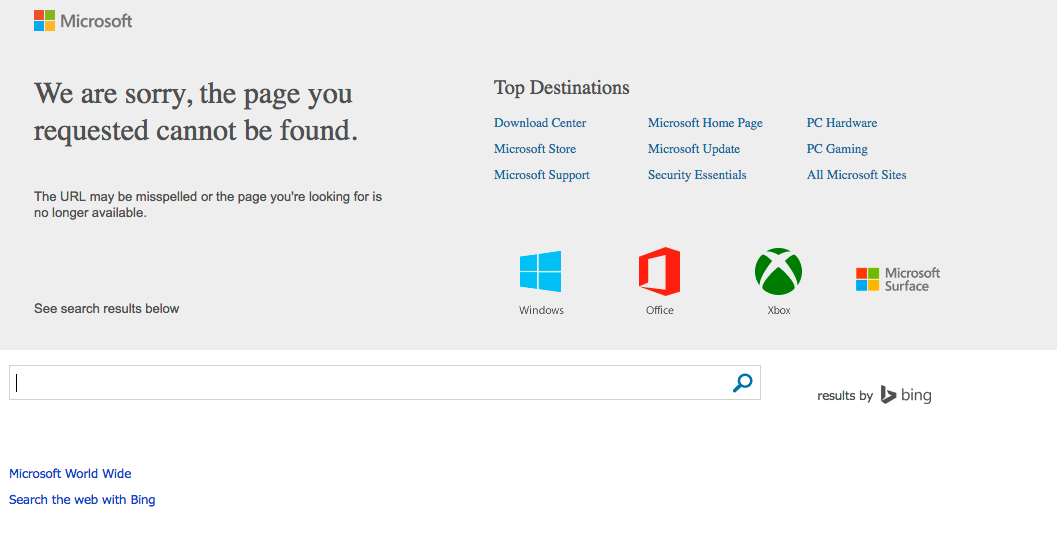 Microsoft
We are sorry, the page you
requested cannot be found.
The URL may be misspelled or the page you're looking for is
no longer available.
See search results below
Top Destinations
Download Center
Microsoft Home Page
PC Hardware
Microsoft Store
Microsoft Update
PC Gaming
Microsoft Support
Security Essentials
All Microsoft Sites
Windows
Office
Xbox
Microsoft
Surface
results by bing
Microsoft World Wide
Search the web with Bing